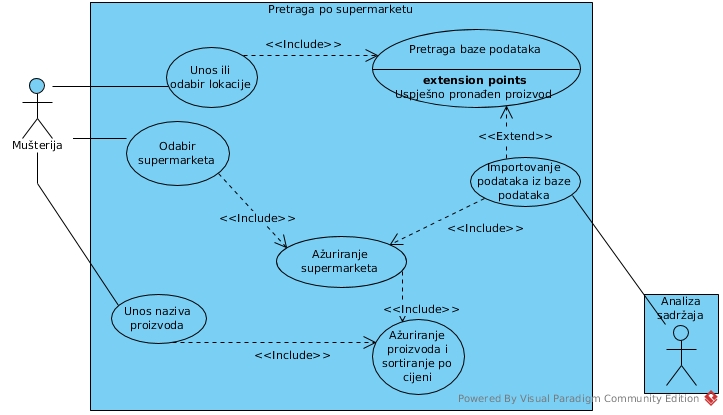 Pretraga po supermarketu
<<Include>>
Unos ili
odabir lokacije
Pretraga baze podataka
extension points
Uspješno pronađen proizvod
Mušterija
<<Extend>>
Odabir
supermarketa
Importovanje
podataka iz baze
podataka
<<Include>>
<<Include>>
Ažuriranje
supermarketa
Unos naziva
proizvoda
<<Include>>
Analiza
sadržaja
Ažuriranje
proizvoda i
sortiranje po
cijeni
<<Include>>
Powered By Visual Paradigm Community Edition